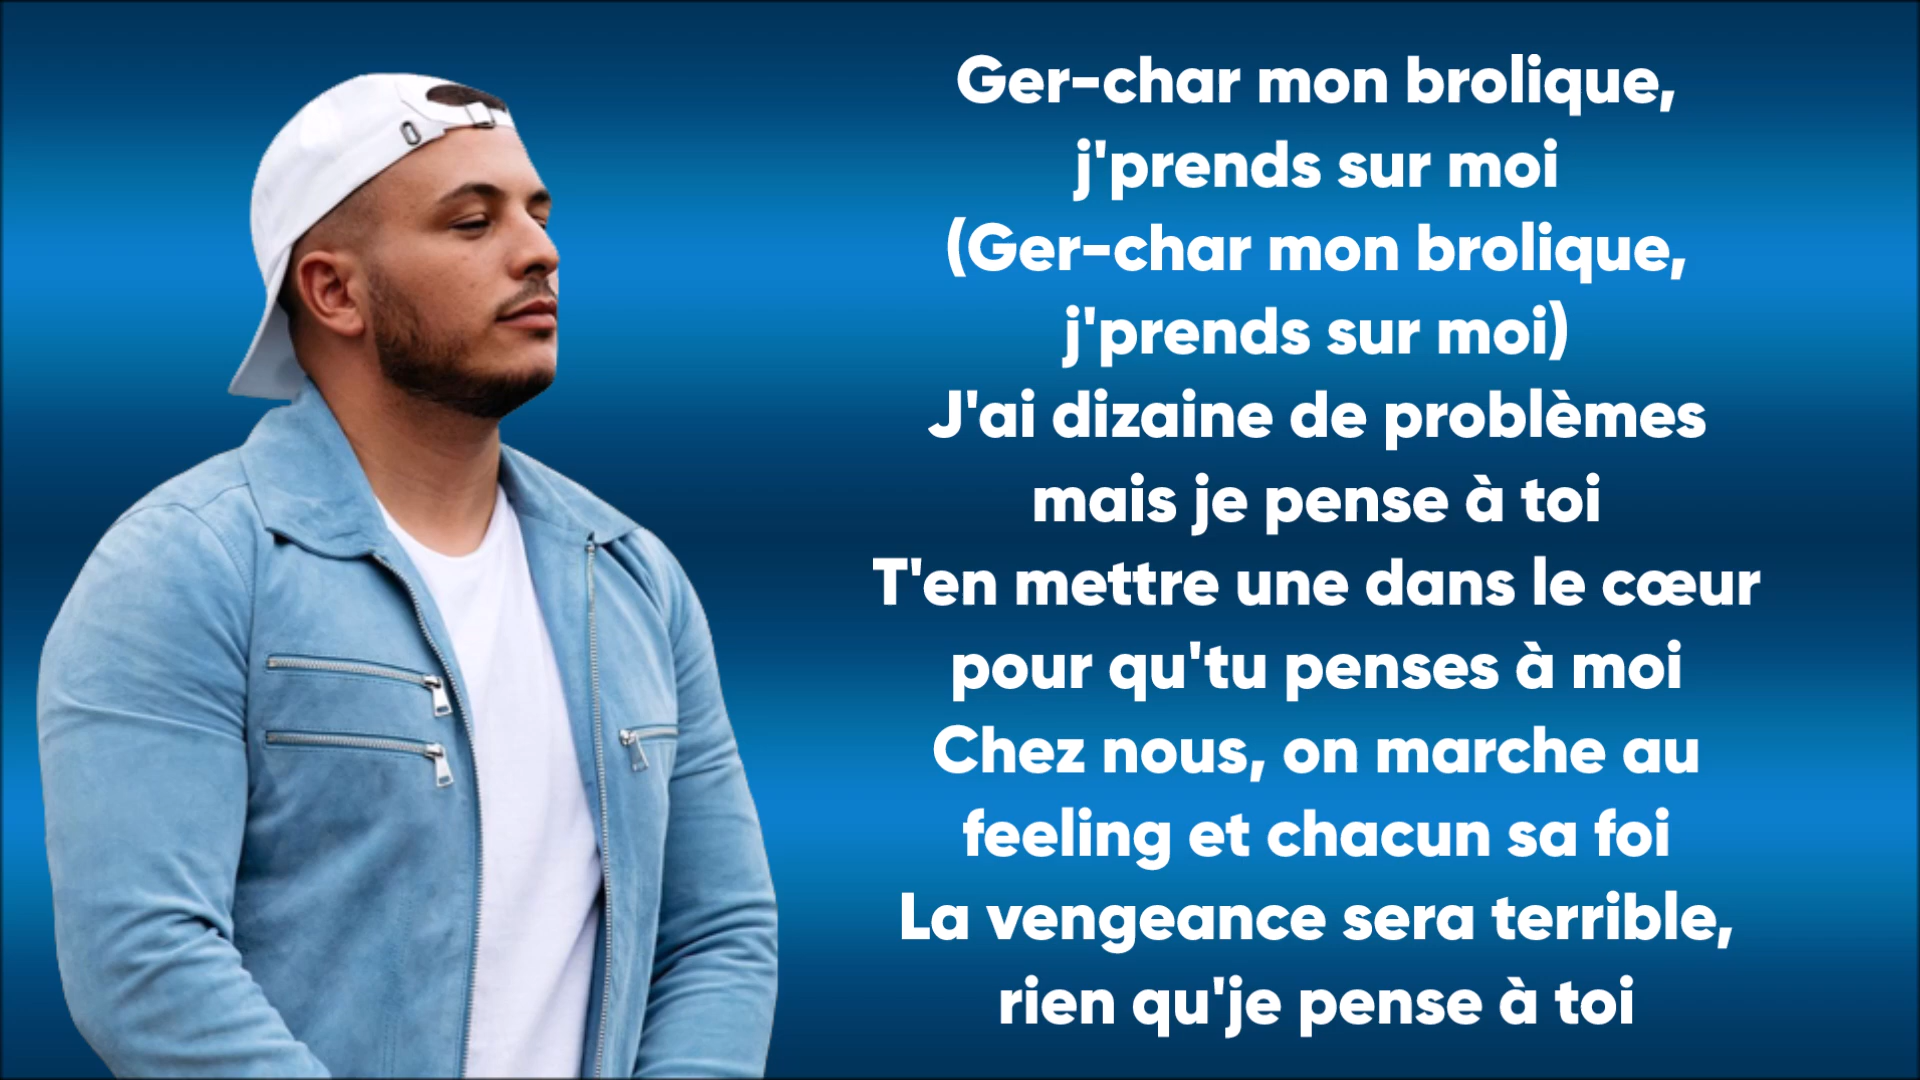 Ger-char mon brolique,
j'prends sur moi
(Ger-char mon brolique,
j'prends sur moi)
J'ai dizaine de problèmes
mais je pense à toi
T'en mettre une dans le cœur
pour qu'tu penses à moi
Chez nous, on marche au
feeling et chacun sa foi
La vengeance sera terrible,
rien qu'je pense à toi